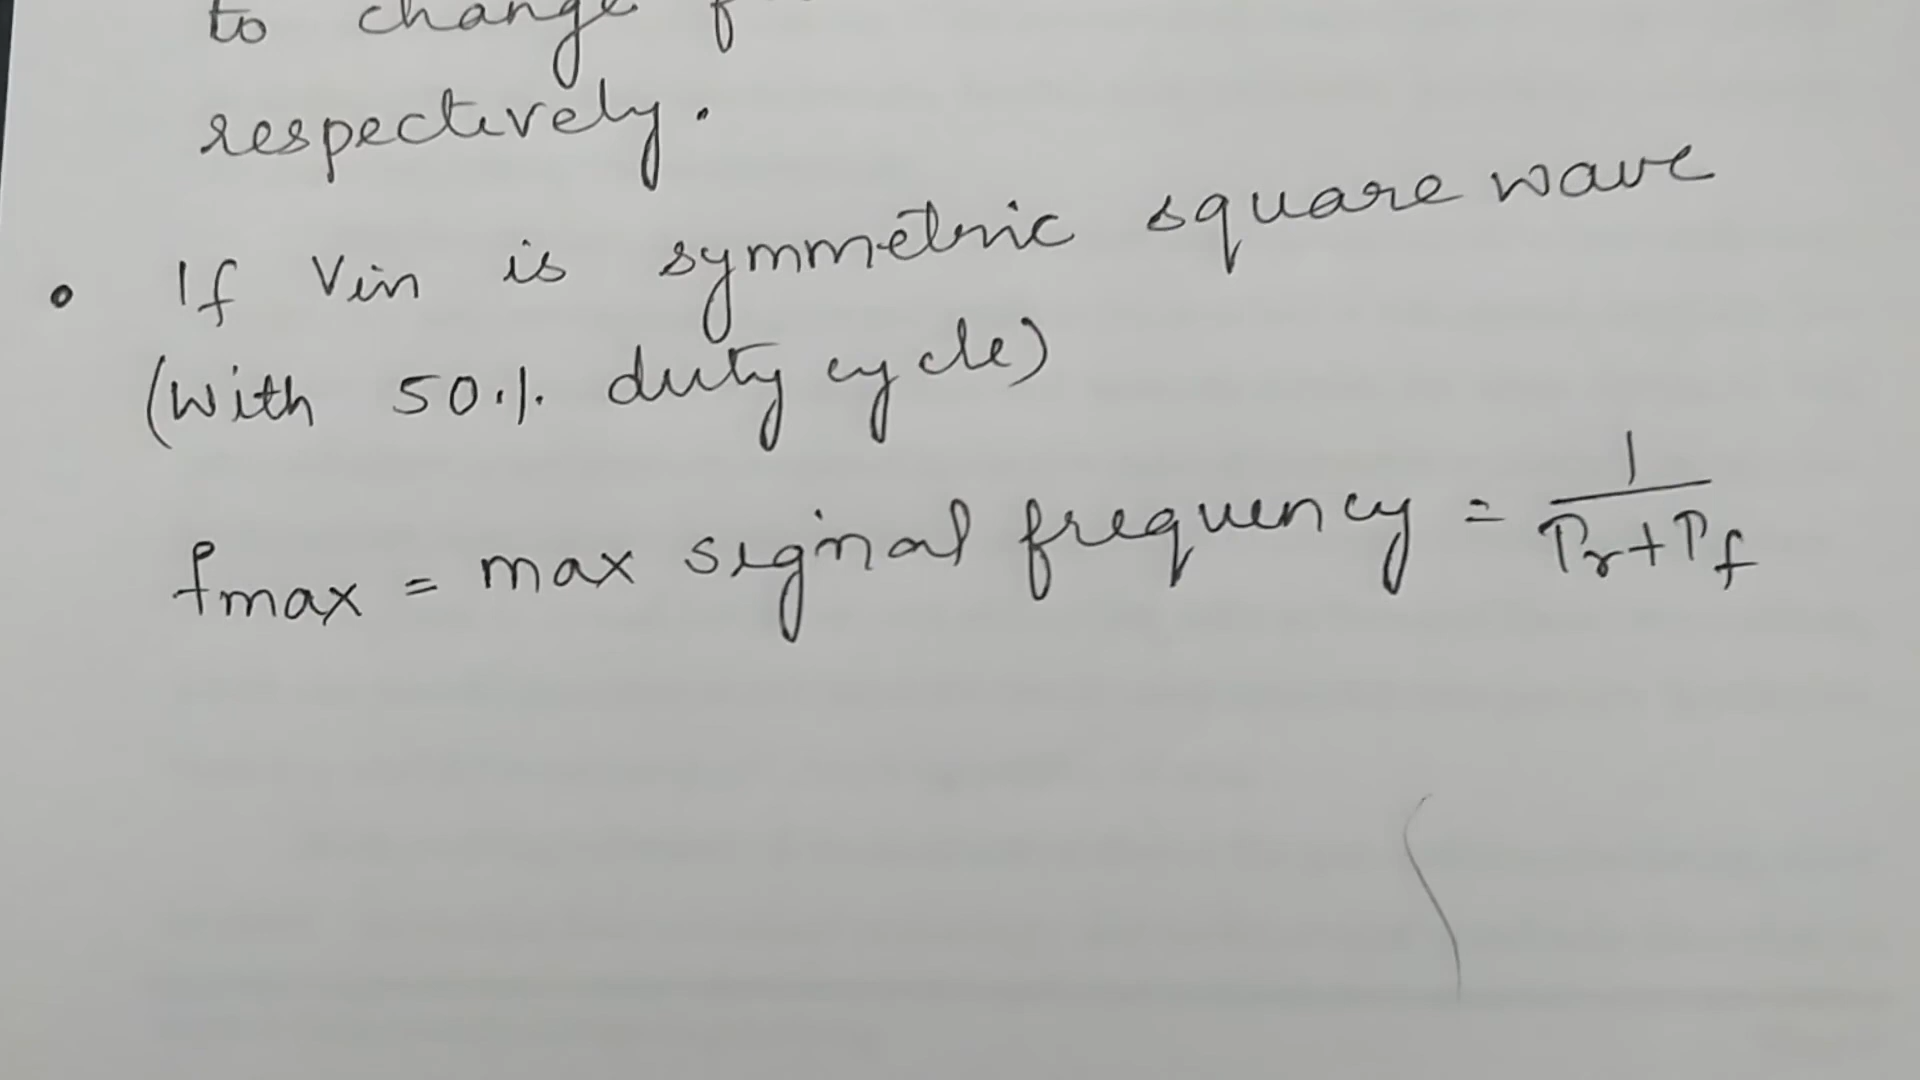 to change f
respectively.
• If Vin is symmetric square wave
(with 50% duty cycle)
fmax = max signal frequency = 1/(Tr+Tf)